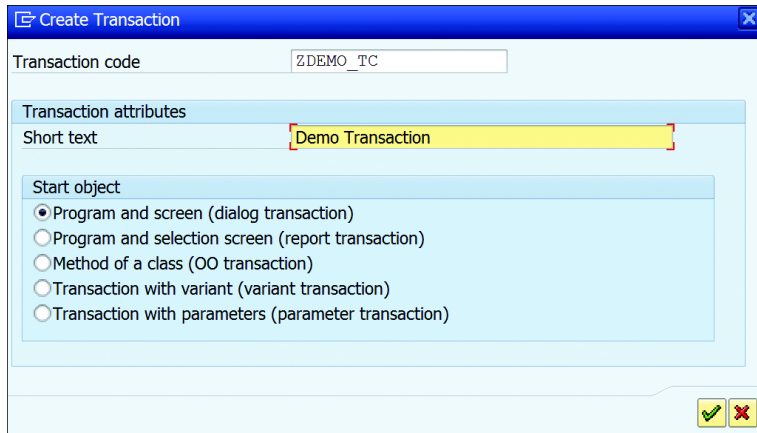 Create Transaction
Transaction code ZDEMO_TC
Transaction attributes
Short text Demo Transaction
Start object
Program and screen (dialog transaction)
Program and selection screen (report transaction)
Method of a class (OO transaction)
Transaction with variant (variant transaction)
Transaction with parameters (parameter transaction)